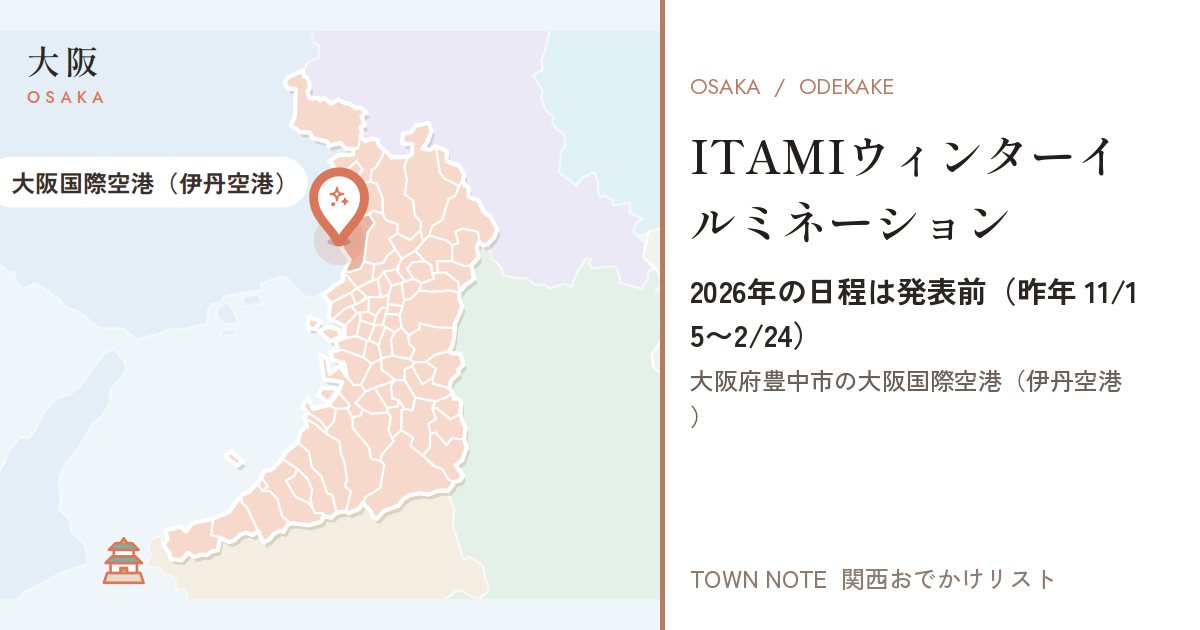 大阪
OSAKA
大阪国際空港（伊丹空港）
OSAKA / ODEKAKE
ITAMIウィンターイ
ルミネーション
2026年の日程は発表前（昨年 11/1
5〜2/24）
大阪府豊中市の大阪国際空港（伊丹空港
）
TOWN NOTE 関西おでかけリスト